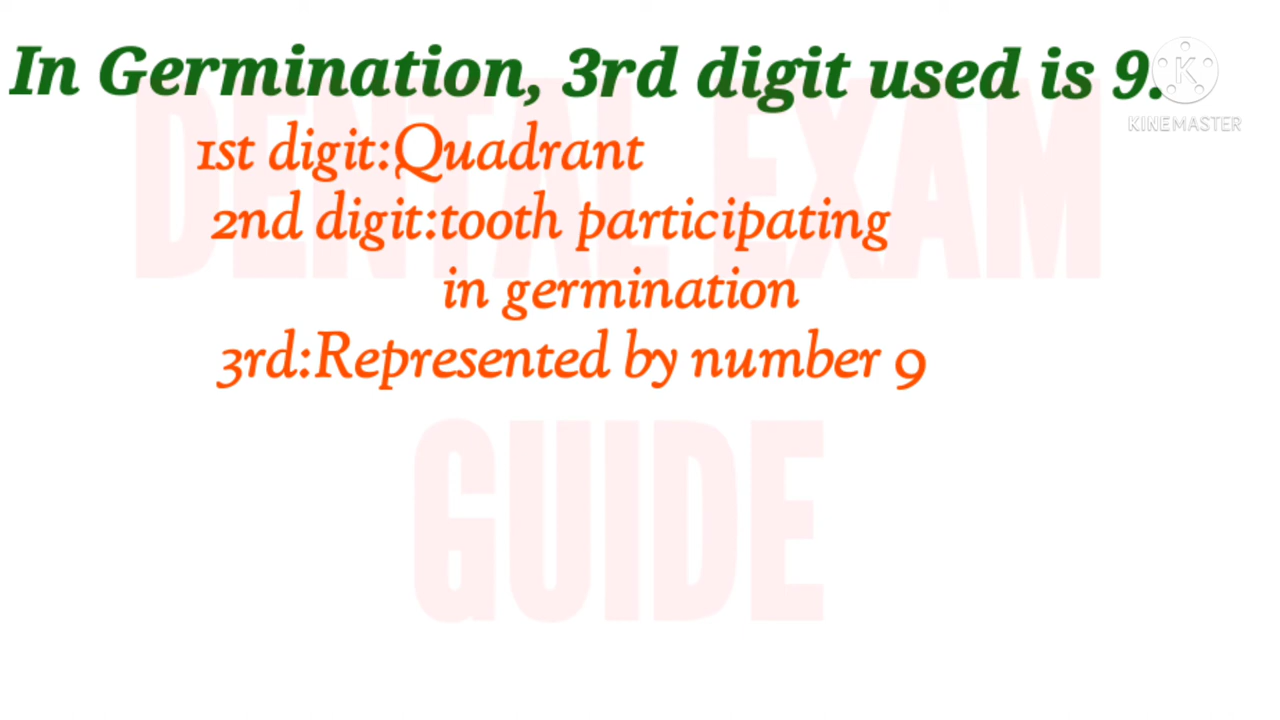 In Germination, 3rd digit used is 9.
K
KINEMASTER
1st digit:Quadrant
2nd digit:tooth participating
in germination
3rd:Represented by number 9
DENTAL EXAM
GUIDE